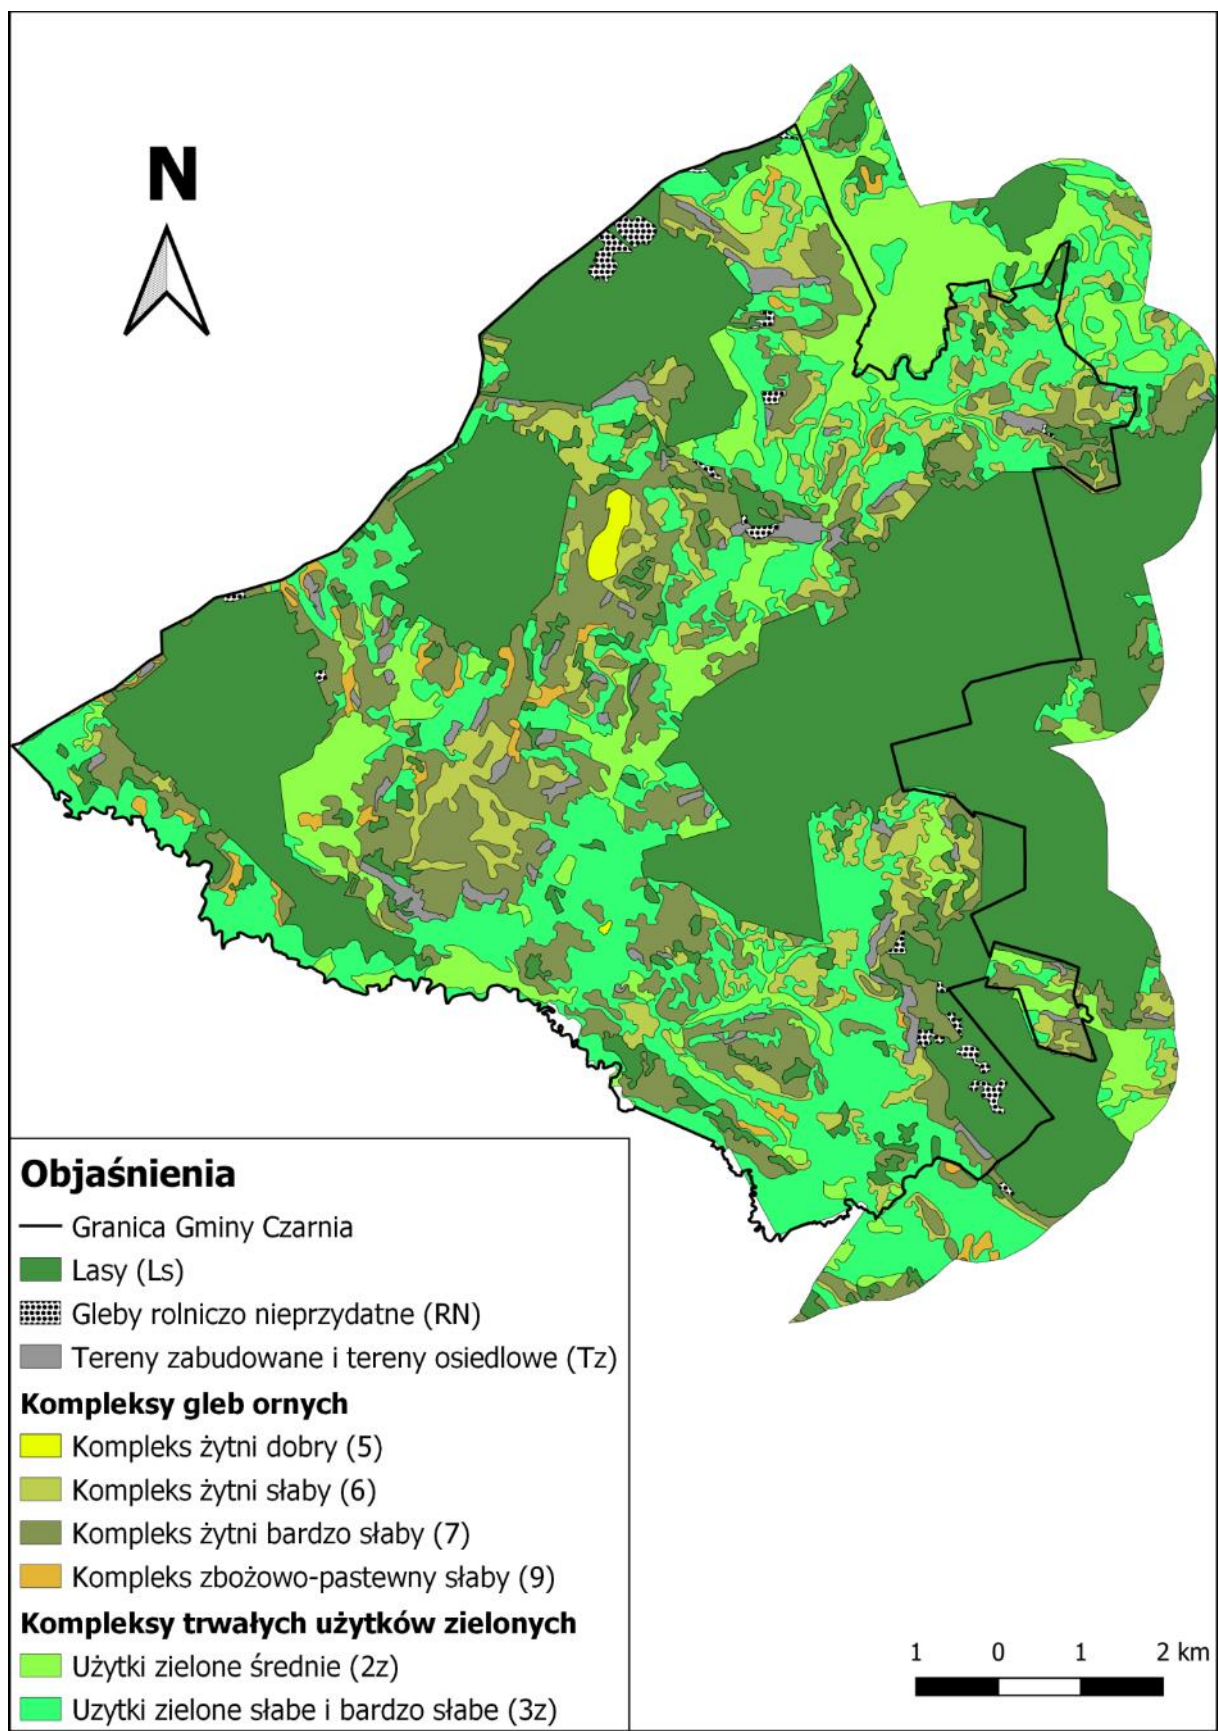 N
Objaśnienia
Granica Gminy Czarnia
Lasy (Ls)
Gleby rolniczo nieprzydatne (RN)
Tereny zabudowane i tereny osiedlowe (Tz)
Kompleksy gleb ornych
Kompleks żytni dobry (5)
Kompleks żytni słaby (6)
Kompleks żytni bardzo słaby (7)
Kompleks zbożowo-pastewny słaby (9)
Kompleksy trwałych użytków zielonych
Użytki zielone średnie (2z)
Uzytki zielone słabe i bardzo słabe (3z)
1 0 1 2 km